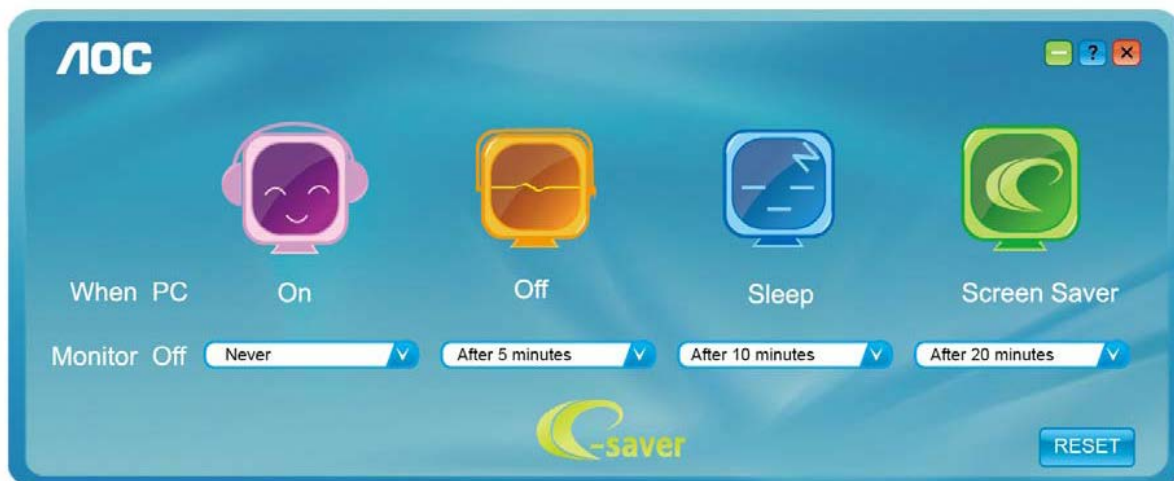 AOC
?
When PC On Off Sleep Screen Saver
Monitor Off Never After 5 minutes After 10 minutes After 20 minutes
e-saver
RESET